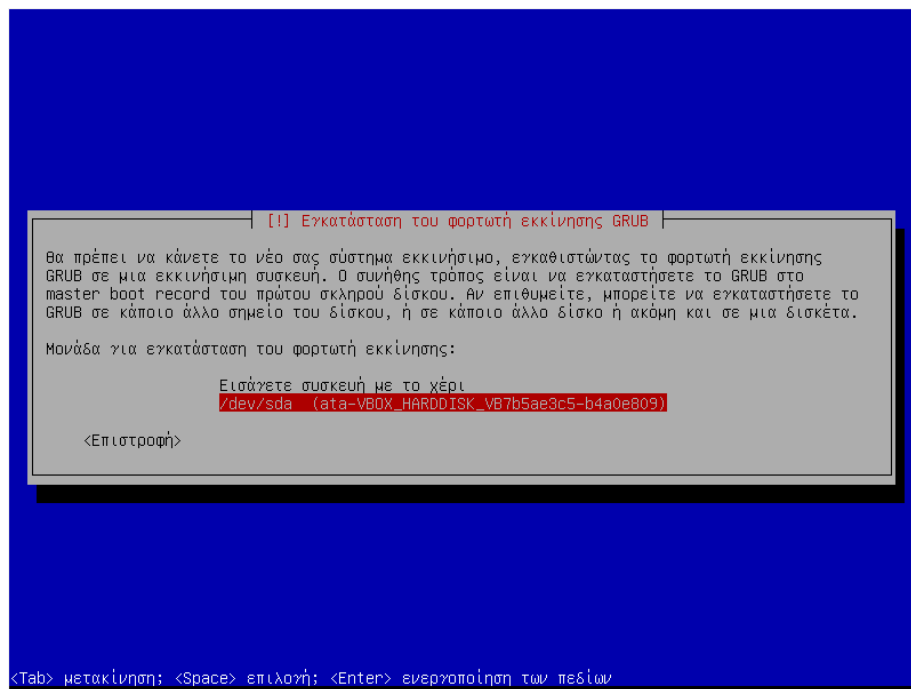 [!] Εγκατάσταση του φορτωτή εκκίνησης GRUB
Θα πρέπει να κάνετε το νέο σας σύστημα εκκινήσιμο, εγκαθιστώντας το φορτωτή εκκίνησης
GRUB σε μια εκκινήσιμη συσκευή. Ο συνήθης τρόπος είναι να εγκαταστήσετε το GRUB στο
master boot record του πρώτου σκληρού δίσκου. Αν επιθυμείτε, μπορείτε να εγκαταστήσετε το
GRUB σε κάποιο άλλο σημείο του δίσκου, ή σε κάποιο άλλο δίσκο ή ακόμη και σε μια δισκέτα.
Μονάδα για εγκατάσταση του φορτωτή εκκίνησης:
Εισάγετε συσκευή με το χέρι
/dev/sda (ata-VBOX_HARDDISK_VB7b5ae3c5-b4a0e809)
<Επιστροφή>
<Tab> μετακίνηση; <Space> επιλογή; <Enter> ενεργοποίηση των πεδίων